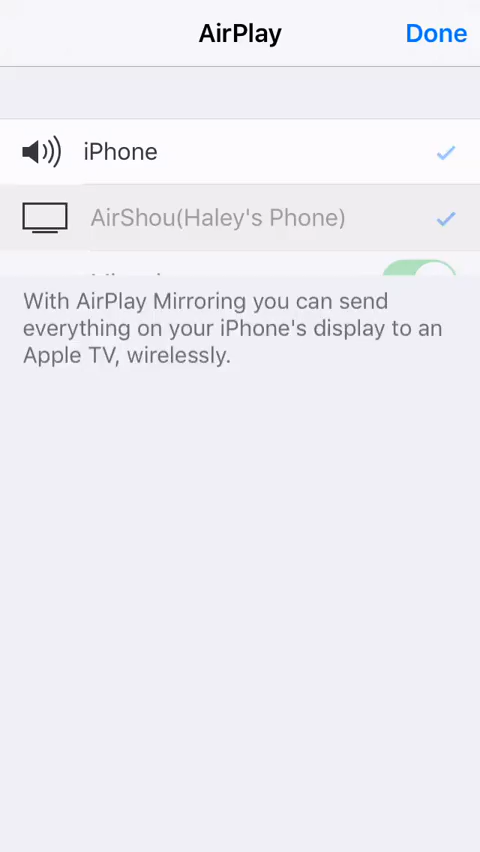 AirPlay
Done
iPhone
AirShou(Haley's Phone)
With AirPlay Mirroring you can send
everything on your iPhone's display to an
Apple TV, wirelessly.